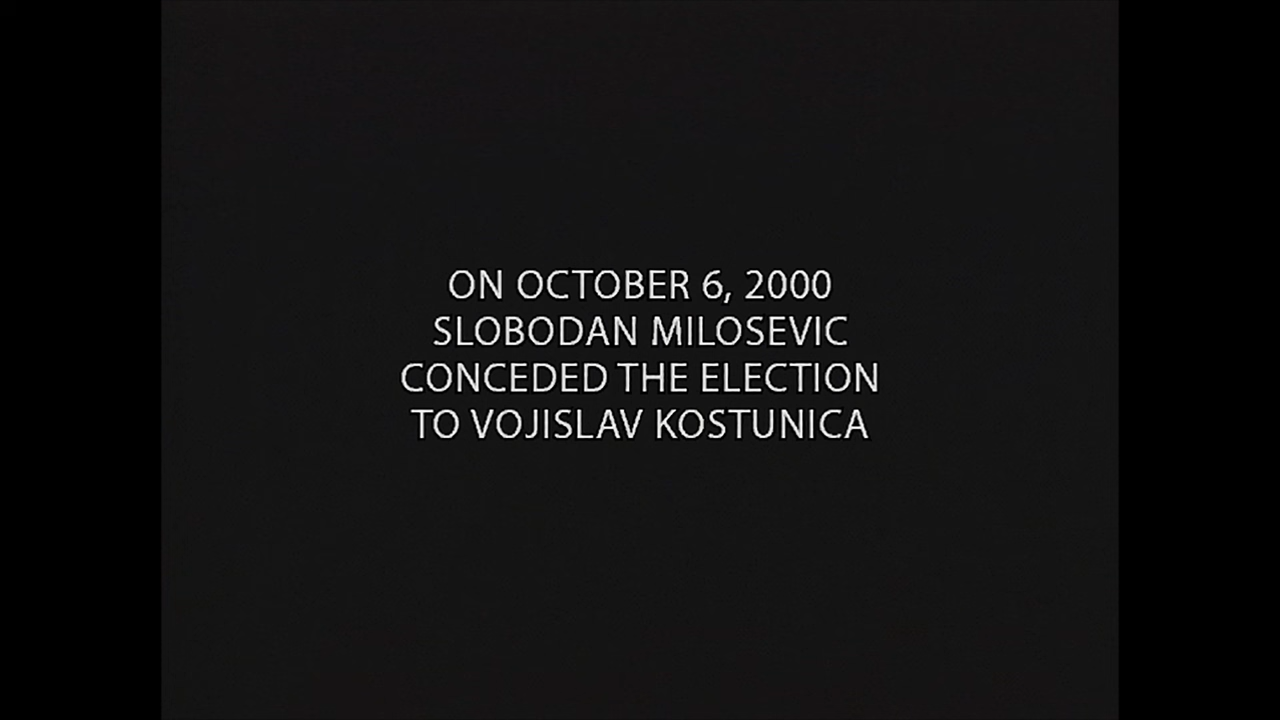 ON OCTOBER 6, 2000
SLOBODAN MILOSEVIC
CONCEDED THE ELECTION
TO VOJISLAV KOSTUNICA